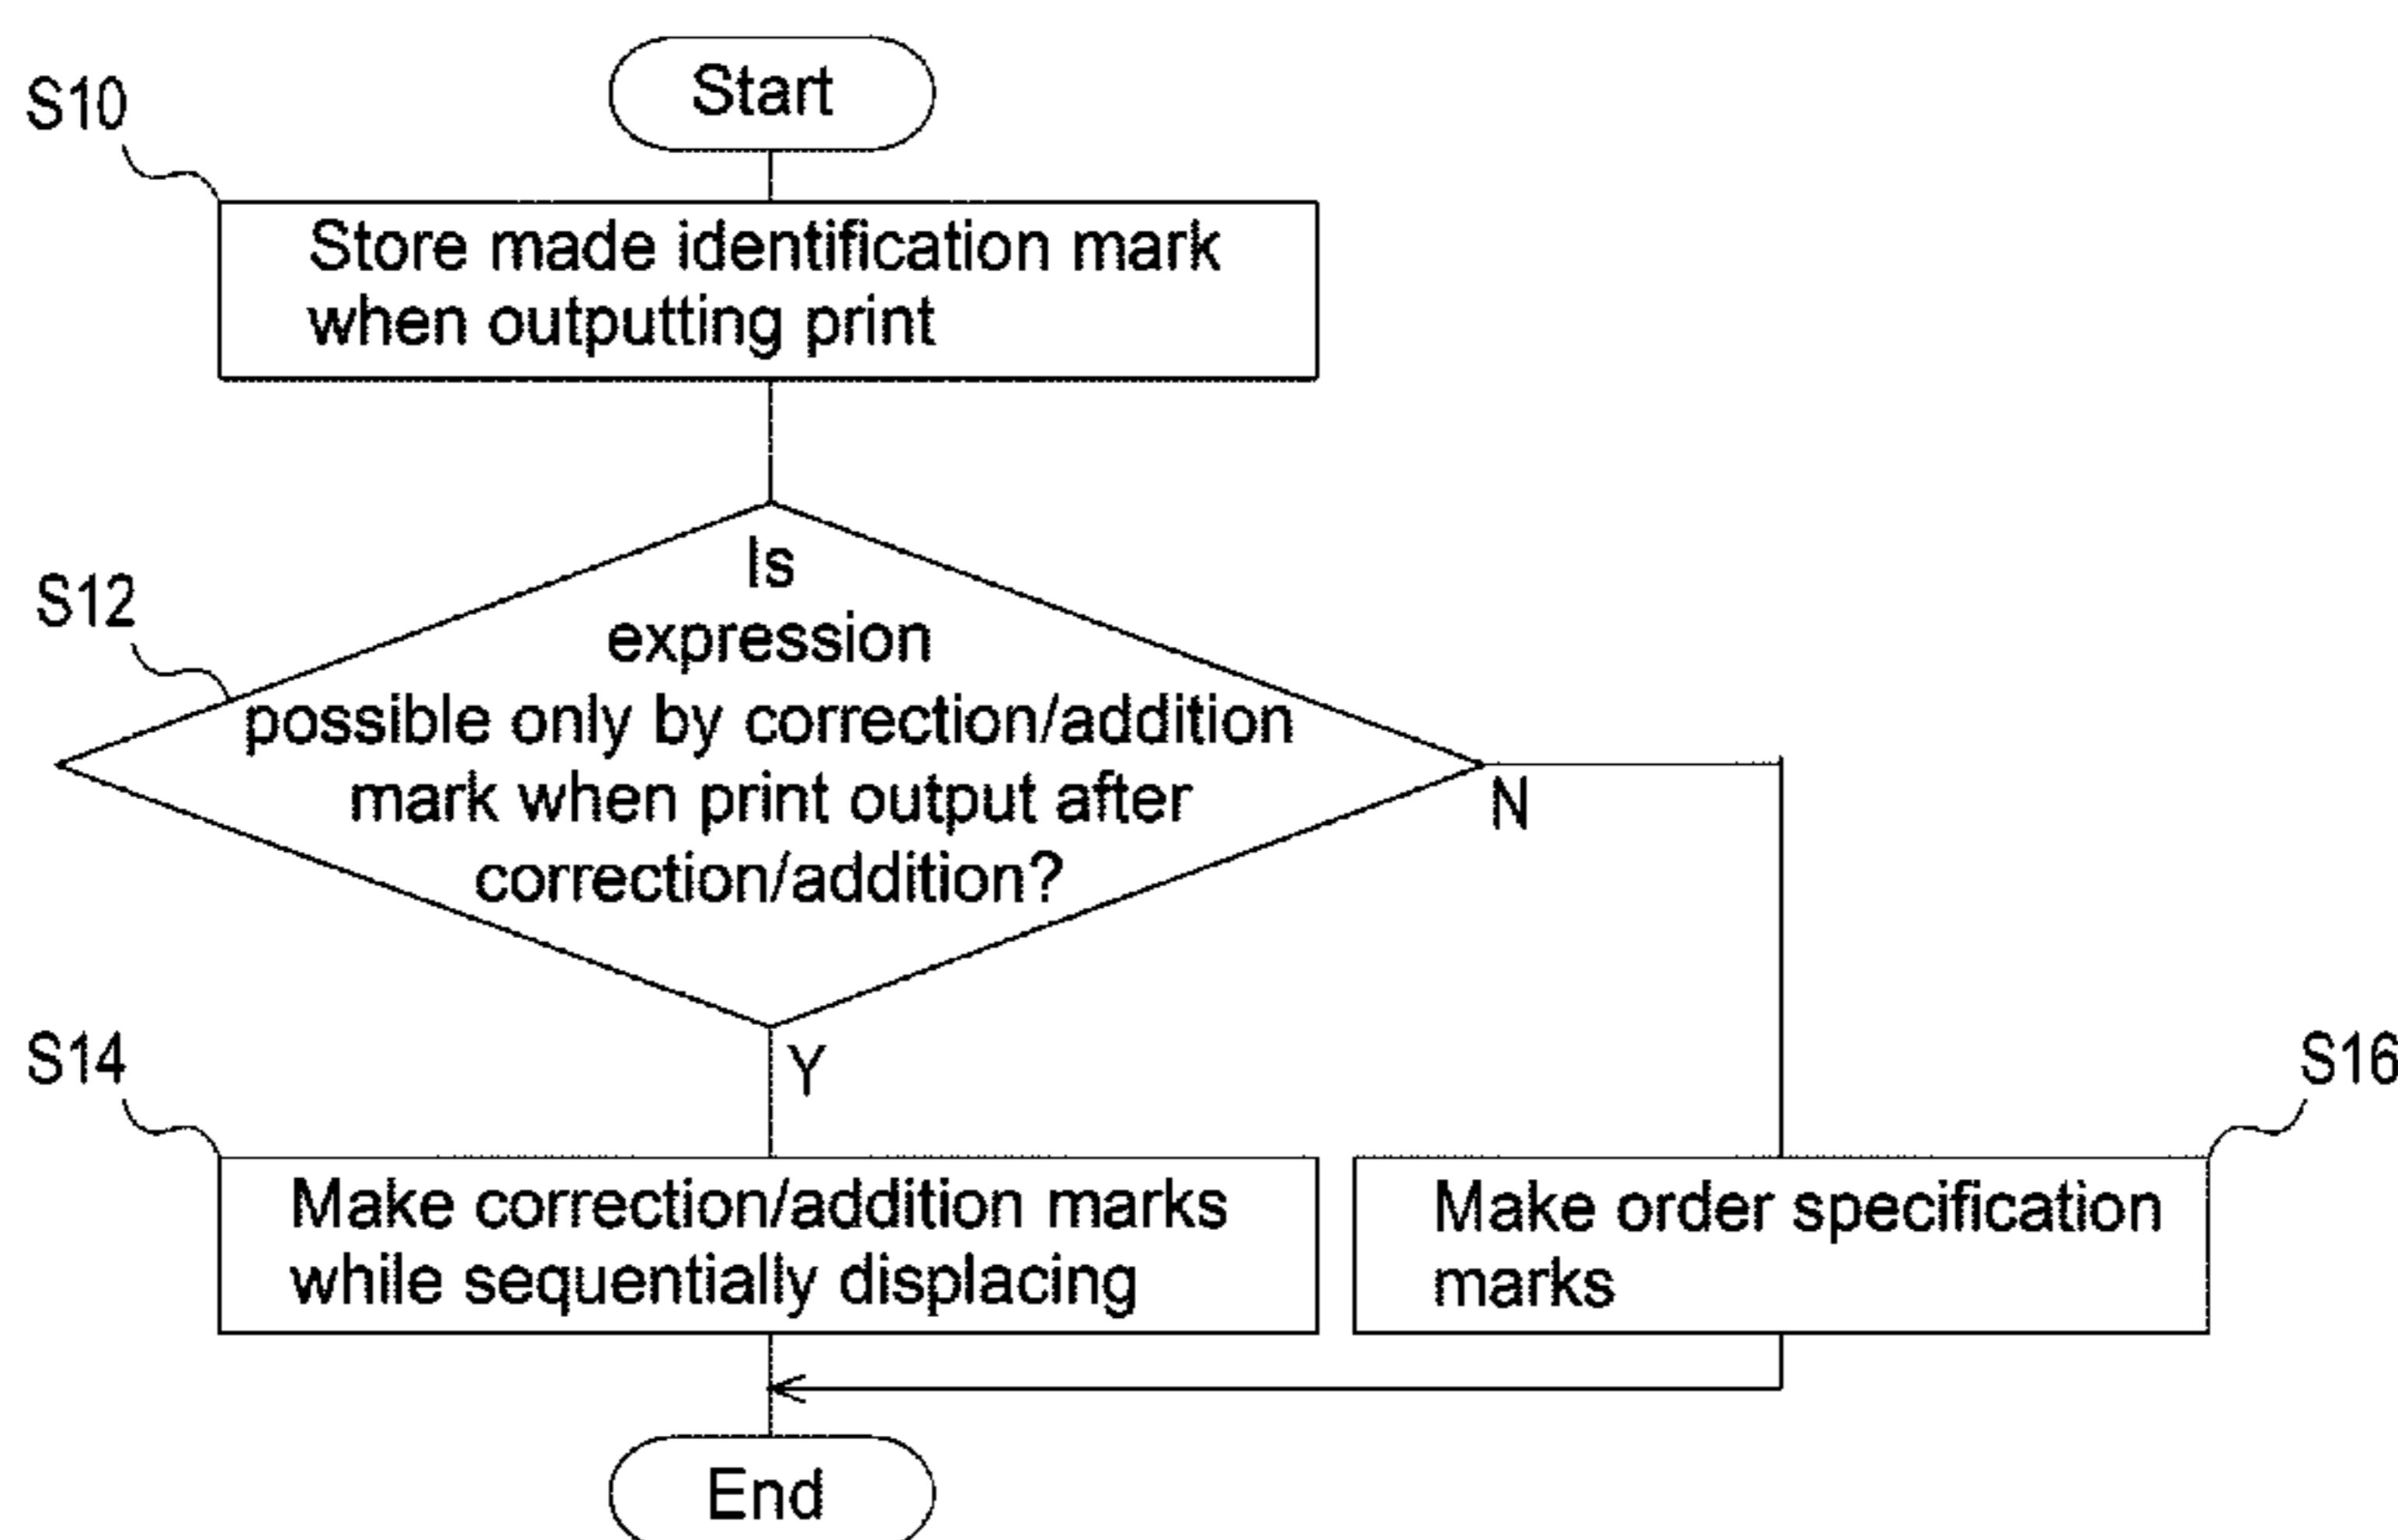 Start
S10
Store made identification mark
when outputting print
S12
Is
expression
possible only by correction/addition
mark when print output after
correction/addition?
N
Y
S14
Make correction/addition marks
while sequentially displacing
S16
Make order specification
marks
End